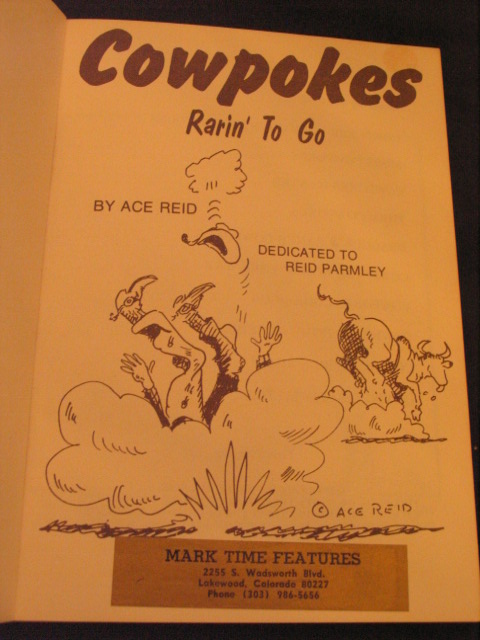 Cowpokes
Rarin' To Go
BY ACE REID
DEDICATED TO
REID PARMLEY
© ACE REID
MARK TIME FEATURES
2255 S. Wadsworth Blvd.
Lakewood, Colorado 80227
Phone (303) 986-5656